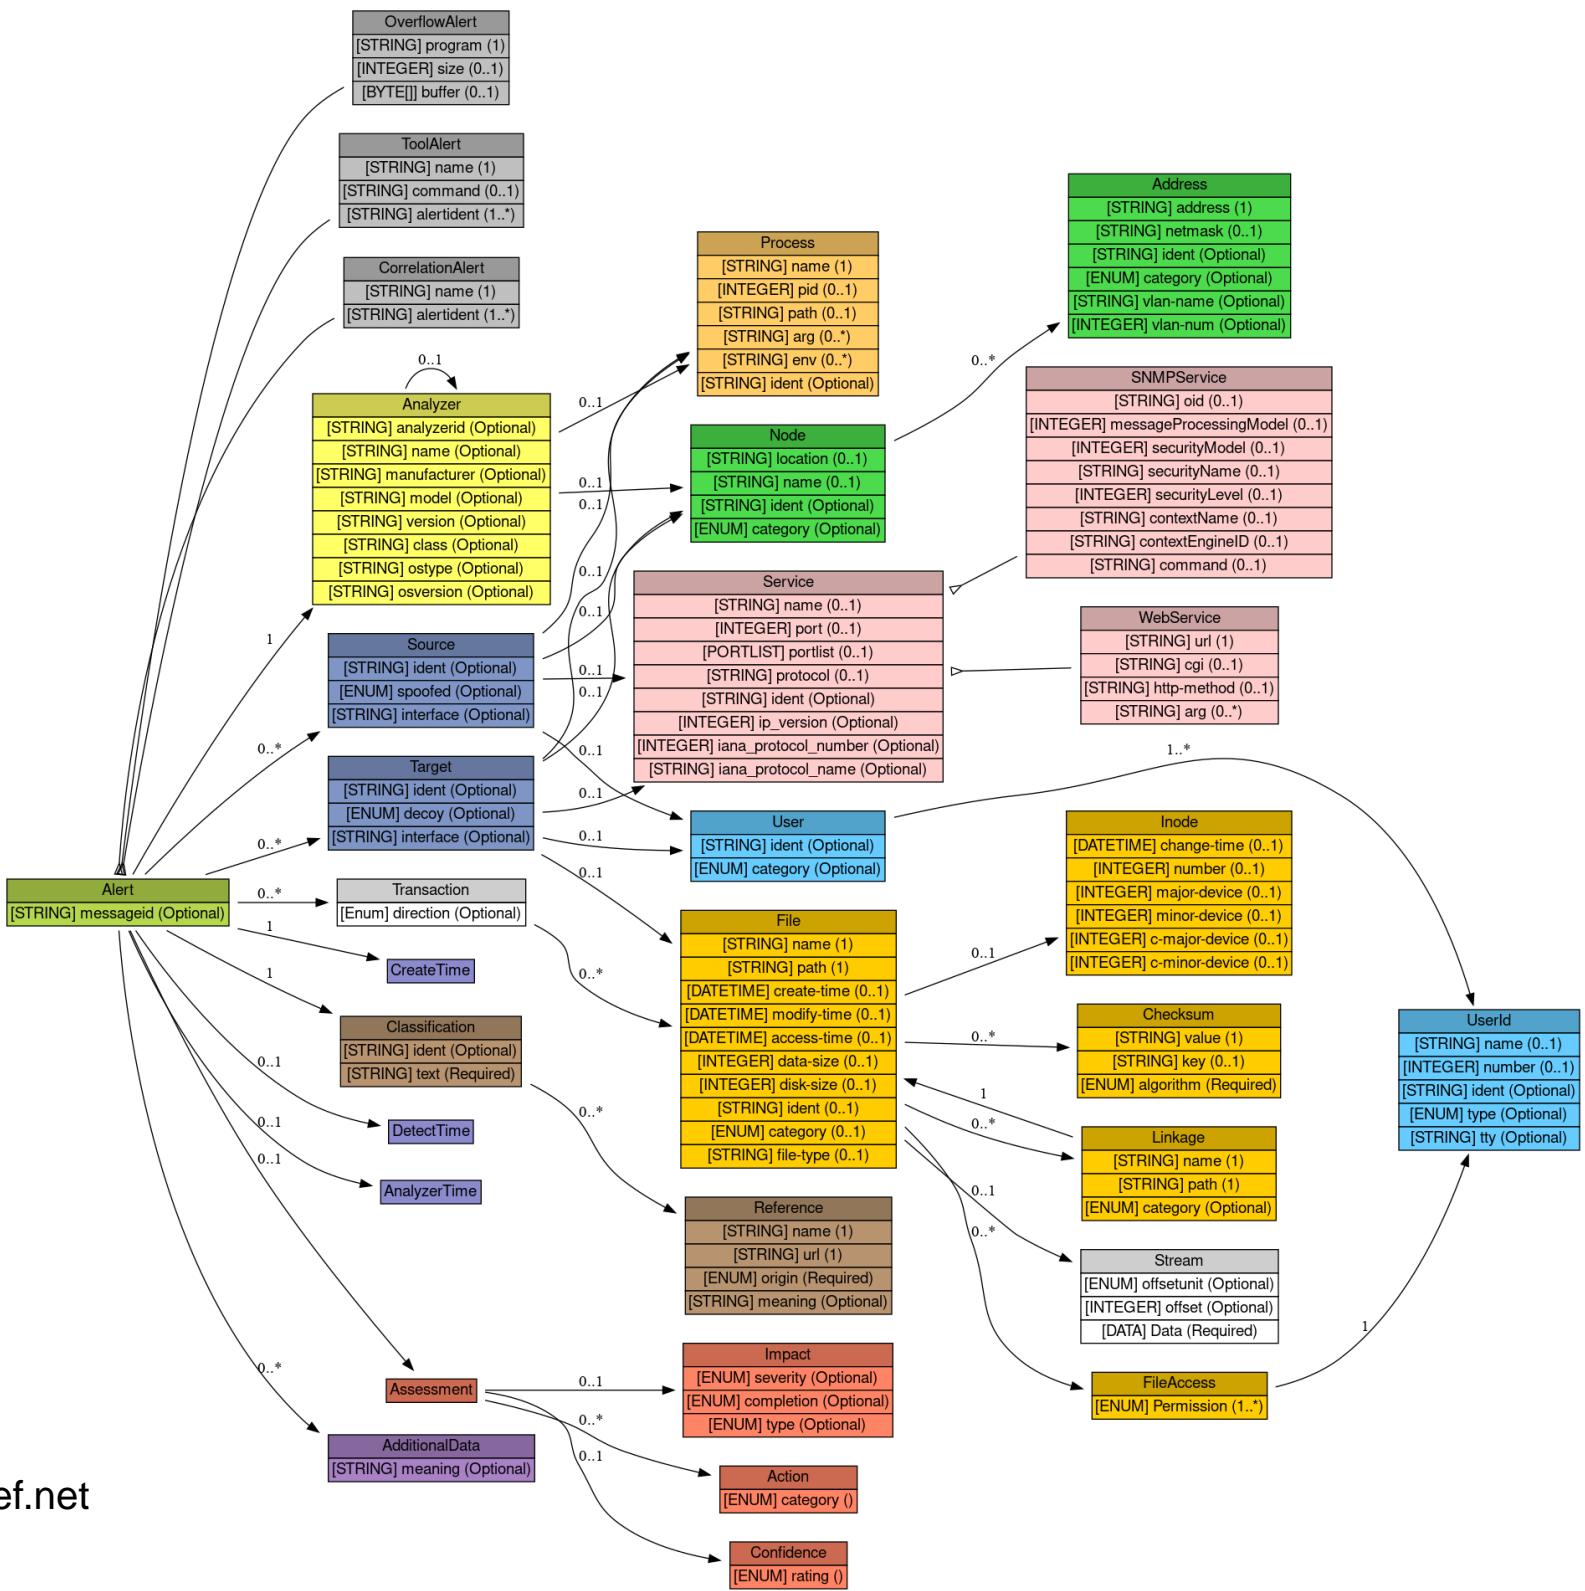 OverflowAlert
[STRING] program (1)
[INTEGER] size (0..1)
[BYTE[]] buffer (0..1)
ToolAlert
[STRING] name (1)
[STRING] command (0..1)
[STRING] alertident (1..*)
CorrelationAlert
[STRING] name (1)
[STRING] alertident (1..*)
0..1
Analyzer
[STRING] analyzerid (Optional)
[STRING] name (Optional)
[STRING] manufacturer (Optional)
[STRING] model (Optional)
[STRING] version (Optional)
[STRING] class (Optional)
[STRING] ostype (Optional)
[STRING] osversion (Optional)
1
Source
[STRING] ident (Optional)
[ENUM] spoofed (Optional)
[STRING] interface (Optional)
0..*
Target
[STRING] ident (Optional)
[ENUM] decoy (Optional)
[STRING] interface (Optional)
0..*
Alert
[STRING] messageid (Optional)
0..*
Transaction
[Enum] direction (Optional)
1
CreateTime
1
Classification
[STRING] ident (Optional)
[STRING] text (Required)
0..1
DetectTime
0..1
AnalyzerTime
0..1
Assessment
0..*
AdditionalData
[STRING] meaning (Optional)
ef.net
Process
[STRING] name (1)
[INTEGER] pid (0..1)
[STRING] path (0..1)
[STRING] arg (0..*)
[STRING] env (0..*)
[STRING] ident (Optional)
0..1
Node
[STRING] location (0..1)
[STRING] name (0..1)
[STRING] ident (Optional)
[ENUM] category (Optional)
0..1
0..1
0..1
0..1
0..1
0..1
Service
[STRING] name (0..1)
[INTEGER] port (0..1)
[PORTLIST] portlist (0..1)
[STRING] protocol (0..1)
[STRING] ident (Optional)
[INTEGER] ip_version (Optional)
[INTEGER] iana_protocol_number (Optional)
[STRING] iana_protocol_name (Optional)
0..1
0..1
0..1
0..1
User
[STRING] ident (Optional)
[ENUM] category (Optional)
File
[STRING] name (1)
[STRING] path (1)
[DATETIME] create-time (0..1)
[DATETIME] modify-time (0..1)
[DATETIME] access-time (0..1)
[INTEGER] data-size (0..1)
[INTEGER] disk-size (0..1)
[STRING] ident (0..1)
[ENUM] category (0..1)
[STRING] file-type (0..1)
0..*
0..*
Reference
[STRING] name (1)
[STRING] url (1)
[ENUM] origin (Required)
[STRING] meaning (Optional)
0..1
Impact
[ENUM] severity (Optional)
[ENUM] completion (Optional)
[ENUM] type (Optional)
0..*
Action
[ENUM] category ()
0..1
Confidence
[ENUM] rating ()
0..*
Address
[STRING] address (1)
[STRING] netmask (0..1)
[STRING] ident (Optional)
[ENUM] category (Optional)
[STRING] vlan-name (Optional)
[INTEGER] vlan-num (Optional)
SNMPService
[STRING] oid (0..1)
[INTEGER] messageProcessingModel (0..1)
[INTEGER] securityModel (0..1)
[STRING] securityName (0..1)
[INTEGER] securityLevel (0..1)
[STRING] contextName (0..1)
[STRING] contextEngineID (0..1)
[STRING] command (0..1)
WebService
[STRING] url (1)
[STRING] cgi (0..1)
[STRING] http-method (0..1)
[STRING] arg (0..*)
1..*
Inode
[DATETIME] change-time (0..1)
[INTEGER] number (0..1)
[INTEGER] major-device (0..1)
[INTEGER] minor-device (0..1)
[INTEGER] c-major-device (0..1)
[INTEGER] c-minor-device (0..1)
0..1
Checksum
[STRING] value (1)
[STRING] key (0..1)
[ENUM] algorithm (Required)
0..*
1
0..*
Linkage
[STRING] name (1)
[STRING] path (1)
[ENUM] category (Optional)
0..1
0..*
Stream
[ENUM] offsetunit (Optional)
[INTEGER] offset (Optional)
[DATA] Data (Required)
FileAccess
[ENUM] Permission (1..*)
1
UserId
[STRING] name (0..1)
[INTEGER] number (0..1)
[STRING] ident (Optional)
[ENUM] type (Optional)
[STRING] tty (Optional)